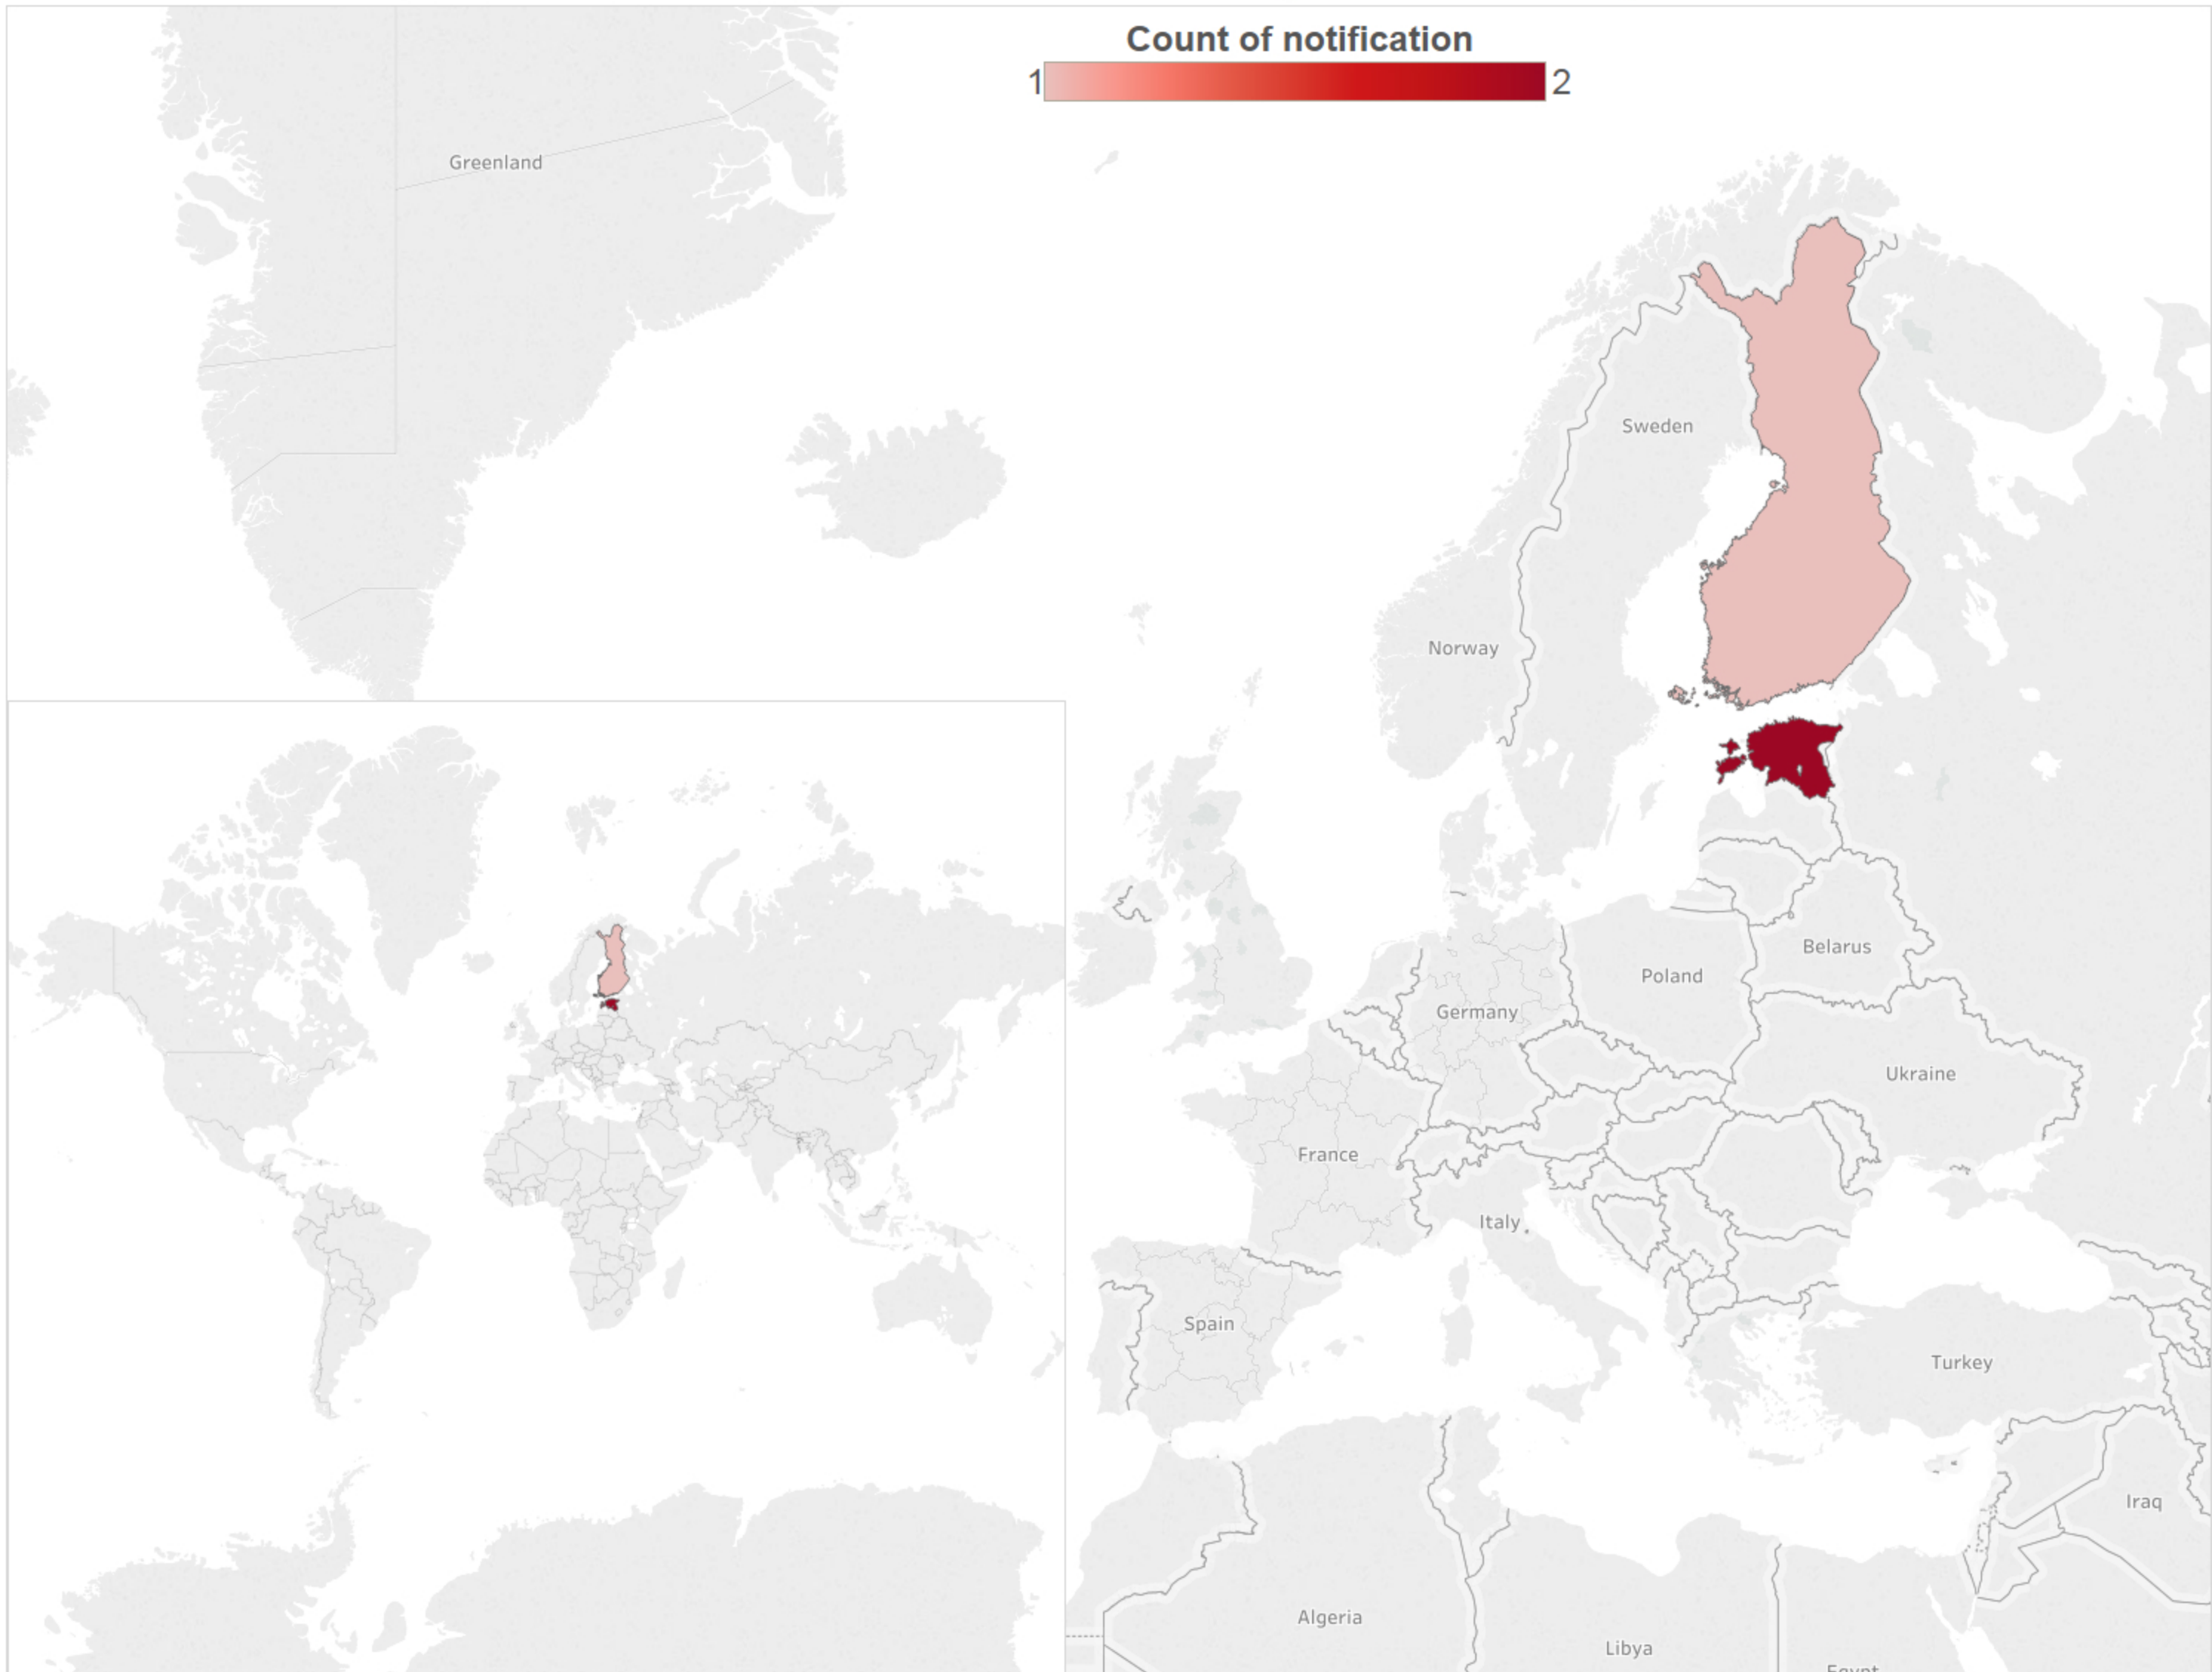 Count of notification
1 2
Greenland
Sweden
Norway
Belarus
Poland
Germany
Ukraine
France
Italy
Spain
Turkey
Iraq
Algeria
Libya
Egypt